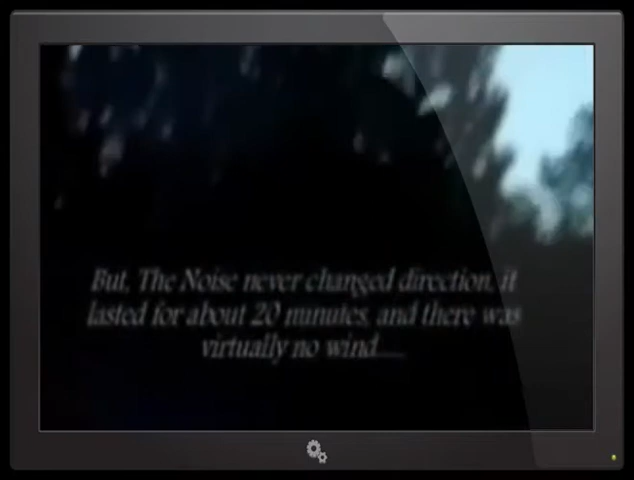 But, The Noise never changed direction, it
lasted for about 20 minutes, and there was
virtually no wind.....